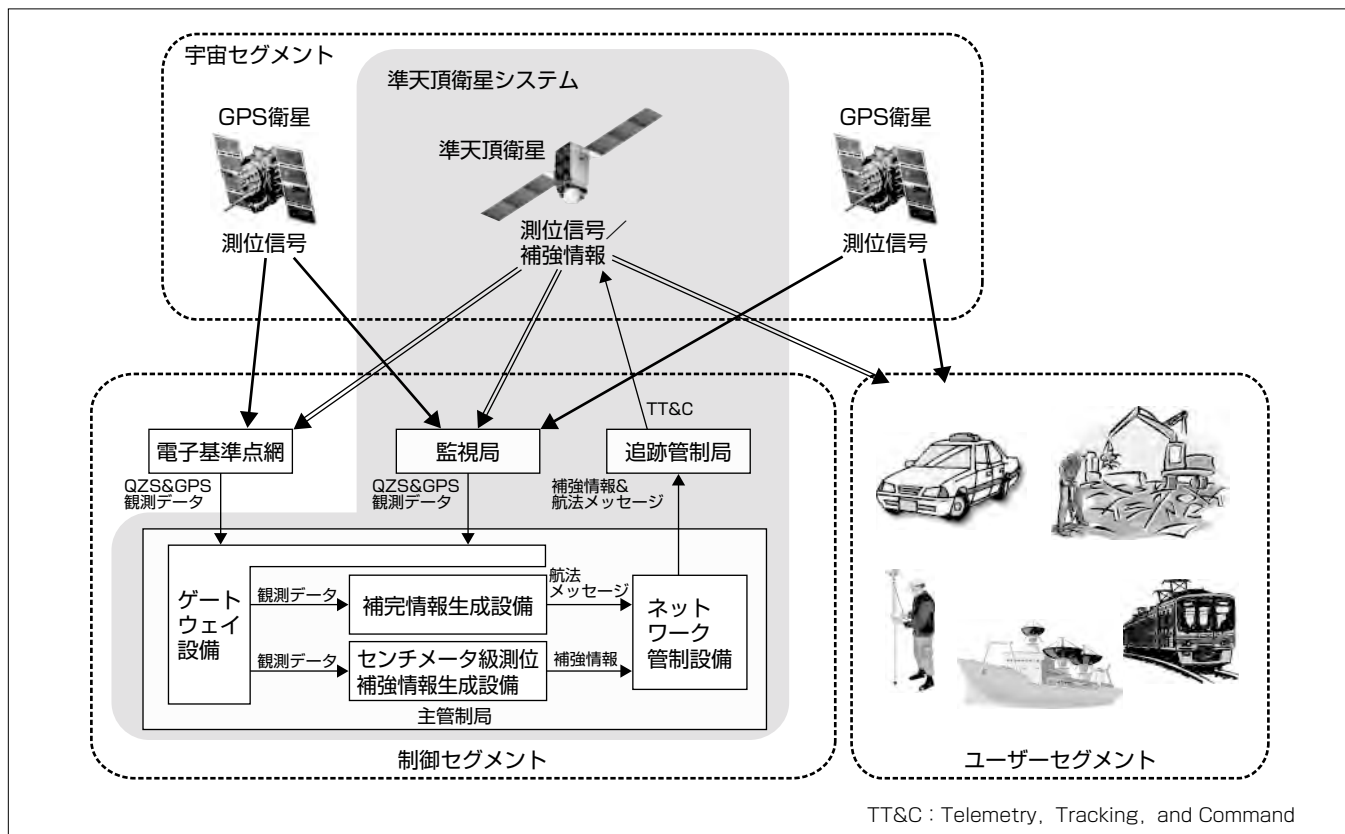 宇宙セグメント
準天頂衛星システム
GPS衛星
準天頂衛星
GPS衛星
測位信号
測位信号／
補強情報
測位信号
TT&C
電子基準点網
監視局
追跡管制局
QZS&GPS
観測データ
QZS&GPS
観測データ
補強情報&
航法メッセージ
ゲート
ウェイ
設備
観測データ
補完情報生成設備
航法
メッセージ
観測データ
センチメータ級測位
補強情報生成設備
補強情報
ネット
ワーク
管制設備
主管制局
制御セグメント
ユーザーセグメント
TT&C：Telemetry, Tracking, and Command